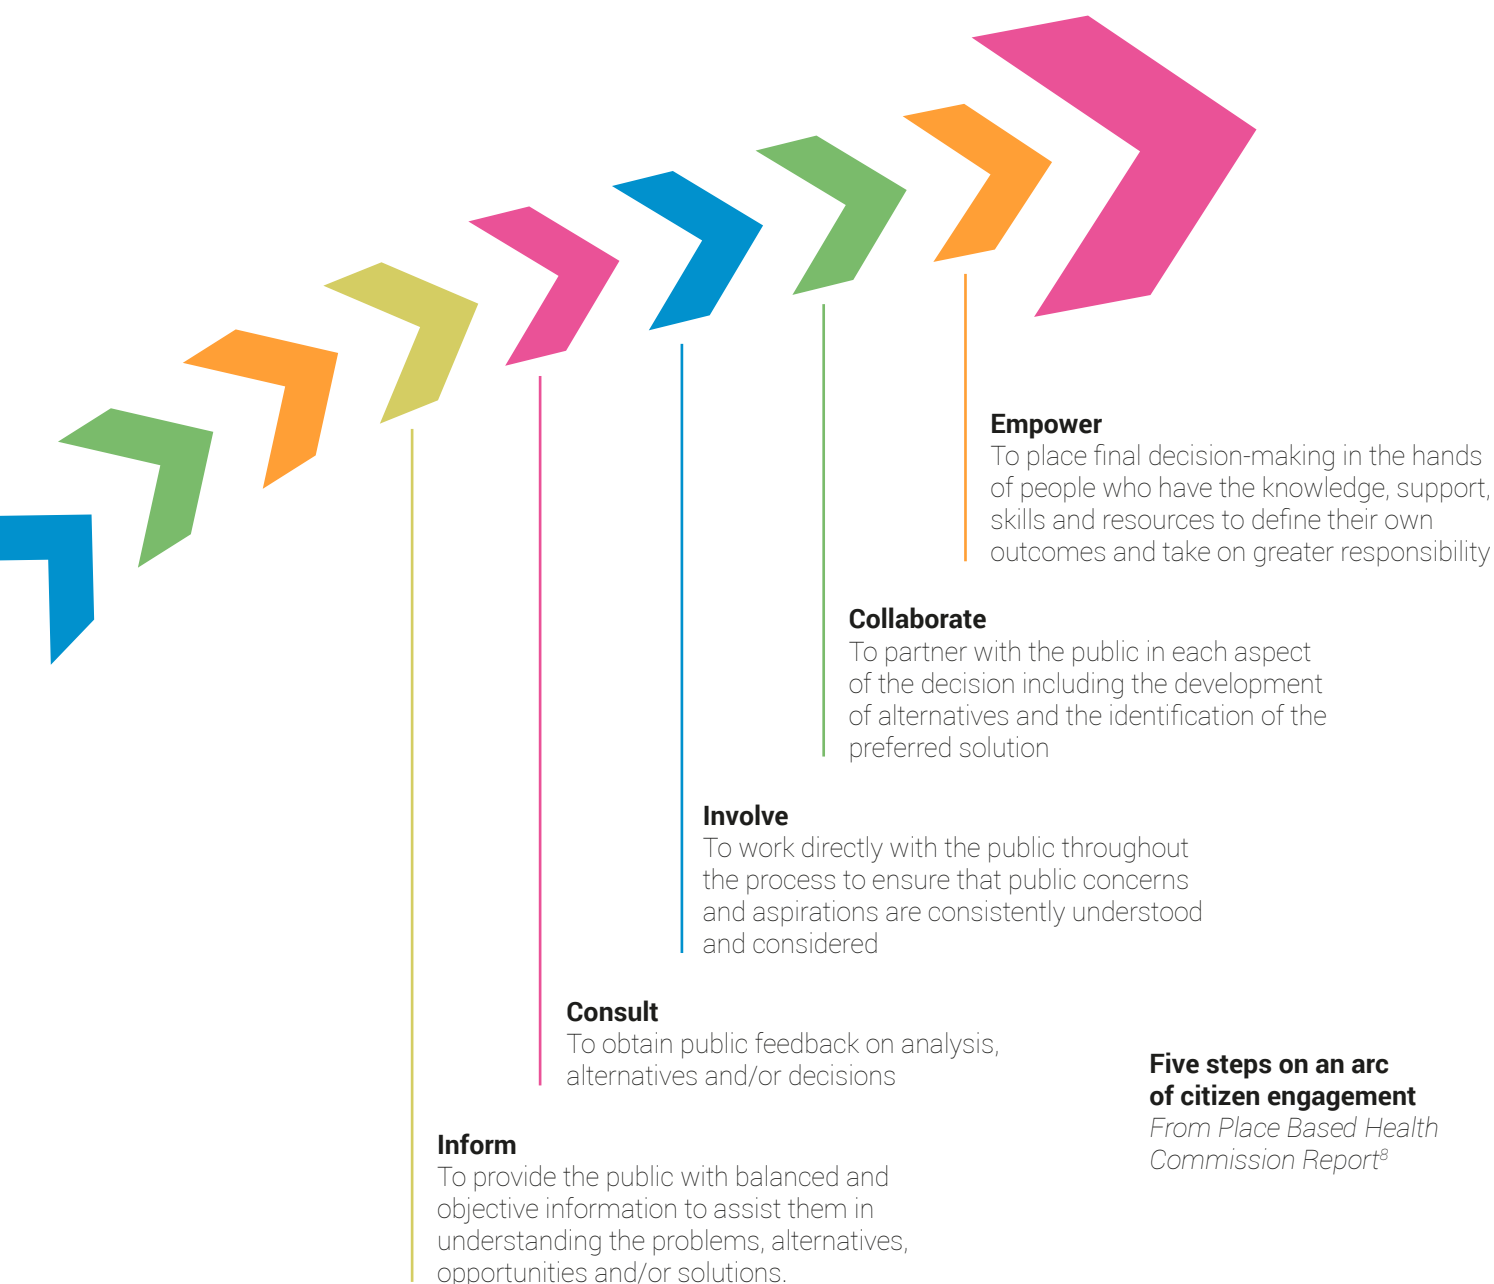 Empower
To place final decision-making in the hands
of people who have the knowledge, support,
skills and resources to define their own
outcomes and take on greater responsibility
Collaborate
To partner with the public in each aspect
of the decision including the development
of alternatives and the identification of the
preferred solution
Involve
To work directly with the public throughout
the process to ensure that public concerns
and aspirations are consistently understood
and considered
Consult
To obtain public feedback on analysis,
alternatives and/or decisions
Five steps on an arc
of citizen engagement
From Place Based Health
Commission Report⁸
Inform
To provide the public with balanced and
objective information to assist them in
understanding the problems, alternatives,
opportunities and/or solutions.